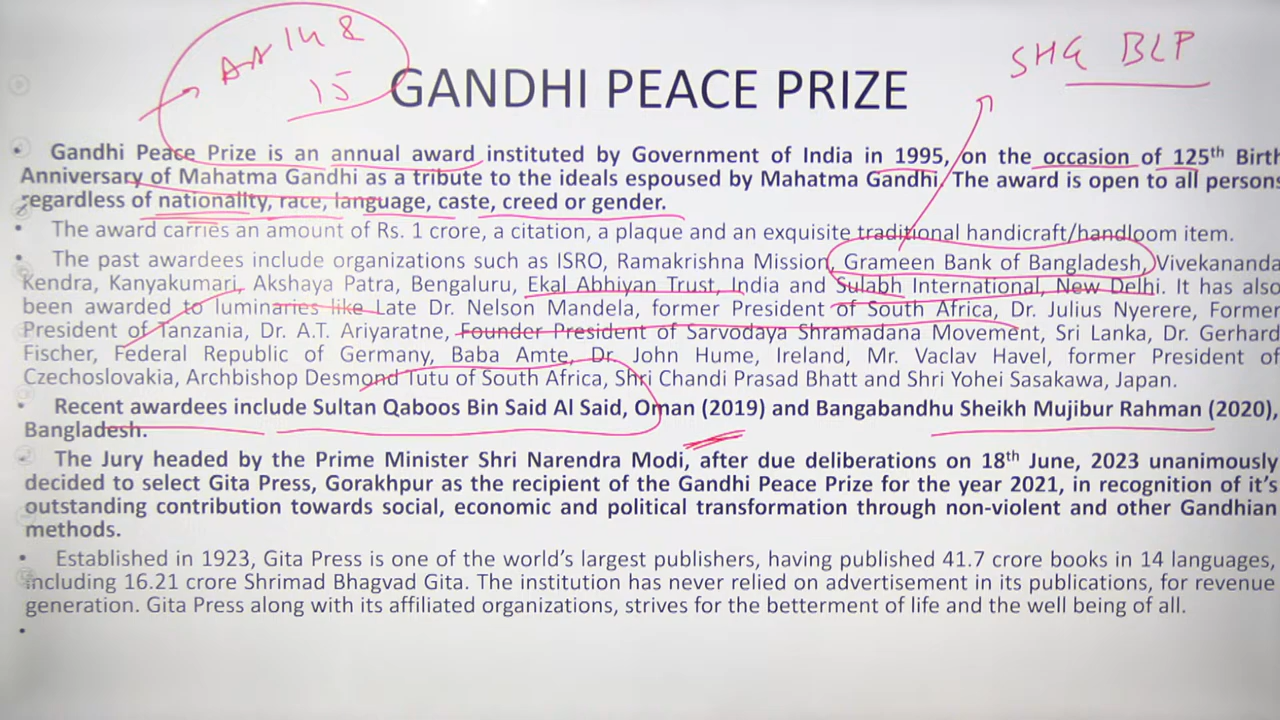 Art 14 &
15
SHG BLP
GANDHI PEACE PRIZE
• Gandhi Peace Prize is an annual award instituted by Government of India in 1995, on the occasion of 125th Birth
Anniversary of Mahatma Gandhi as a tribute to the ideals espoused by Mahatma Gandhi. The award is open to all persons
regardless of nationality, race, language, caste, creed or gender.
• The award carries an amount of Rs. 1 crore, a citation, a plaque and an exquisite traditional handicraft/handloom item.
• The past awardees include organizations such as ISRO, Ramakrishna Mission, Grameen Bank of Bangladesh, Vivekananda
Kendra, Kanyakumari, Akshaya Patra, Bengaluru, Ekal Abhiyan Trust, India and Sulabh International, New Delhi. It has also
been awarded to luminaries like Late Dr. Nelson Mandela, former President of South Africa, Dr. Julius Nyerere, Former
President of Tanzania, Dr. A.T. Ariyaratne, Founder President of Sarvodaya Shramadana Movement, Sri Lanka, Dr. Gerhard
Fischer, Federal Republic of Germany, Baba Amte, Dr. John Hume, Ireland, Mr. Vaclav Havel, former President of
Czechoslovakia, Archbishop Desmond Tutu of South Africa, Shri Chandi Prasad Bhatt and Shri Yohei Sasakawa, Japan.
• Recent awardees include Sultan Qaboos Bin Said Al Said, Oman (2019) and Bangabandhu Sheikh Mujibur Rahman (2020),
Bangladesh.
• The Jury headed by the Prime Minister Shri Narendra Modi, after due deliberations on 18th June, 2023 unanimously
decided to select Gita Press, Gorakhpur as the recipient of the Gandhi Peace Prize for the year 2021, in recognition of it's
outstanding contribution towards social, economic and political transformation through non-violent and other Gandhian
methods.
• Established in 1923, Gita Press is one of the world's largest publishers, having published 41.7 crore books in 14 languages,
including 16.21 crore Shrimad Bhagvad Gita. The institution has never relied on advertisement in its publications, for revenue
generation. Gita Press along with its affiliated organizations, strives for the betterment of life and the well being of all.
•